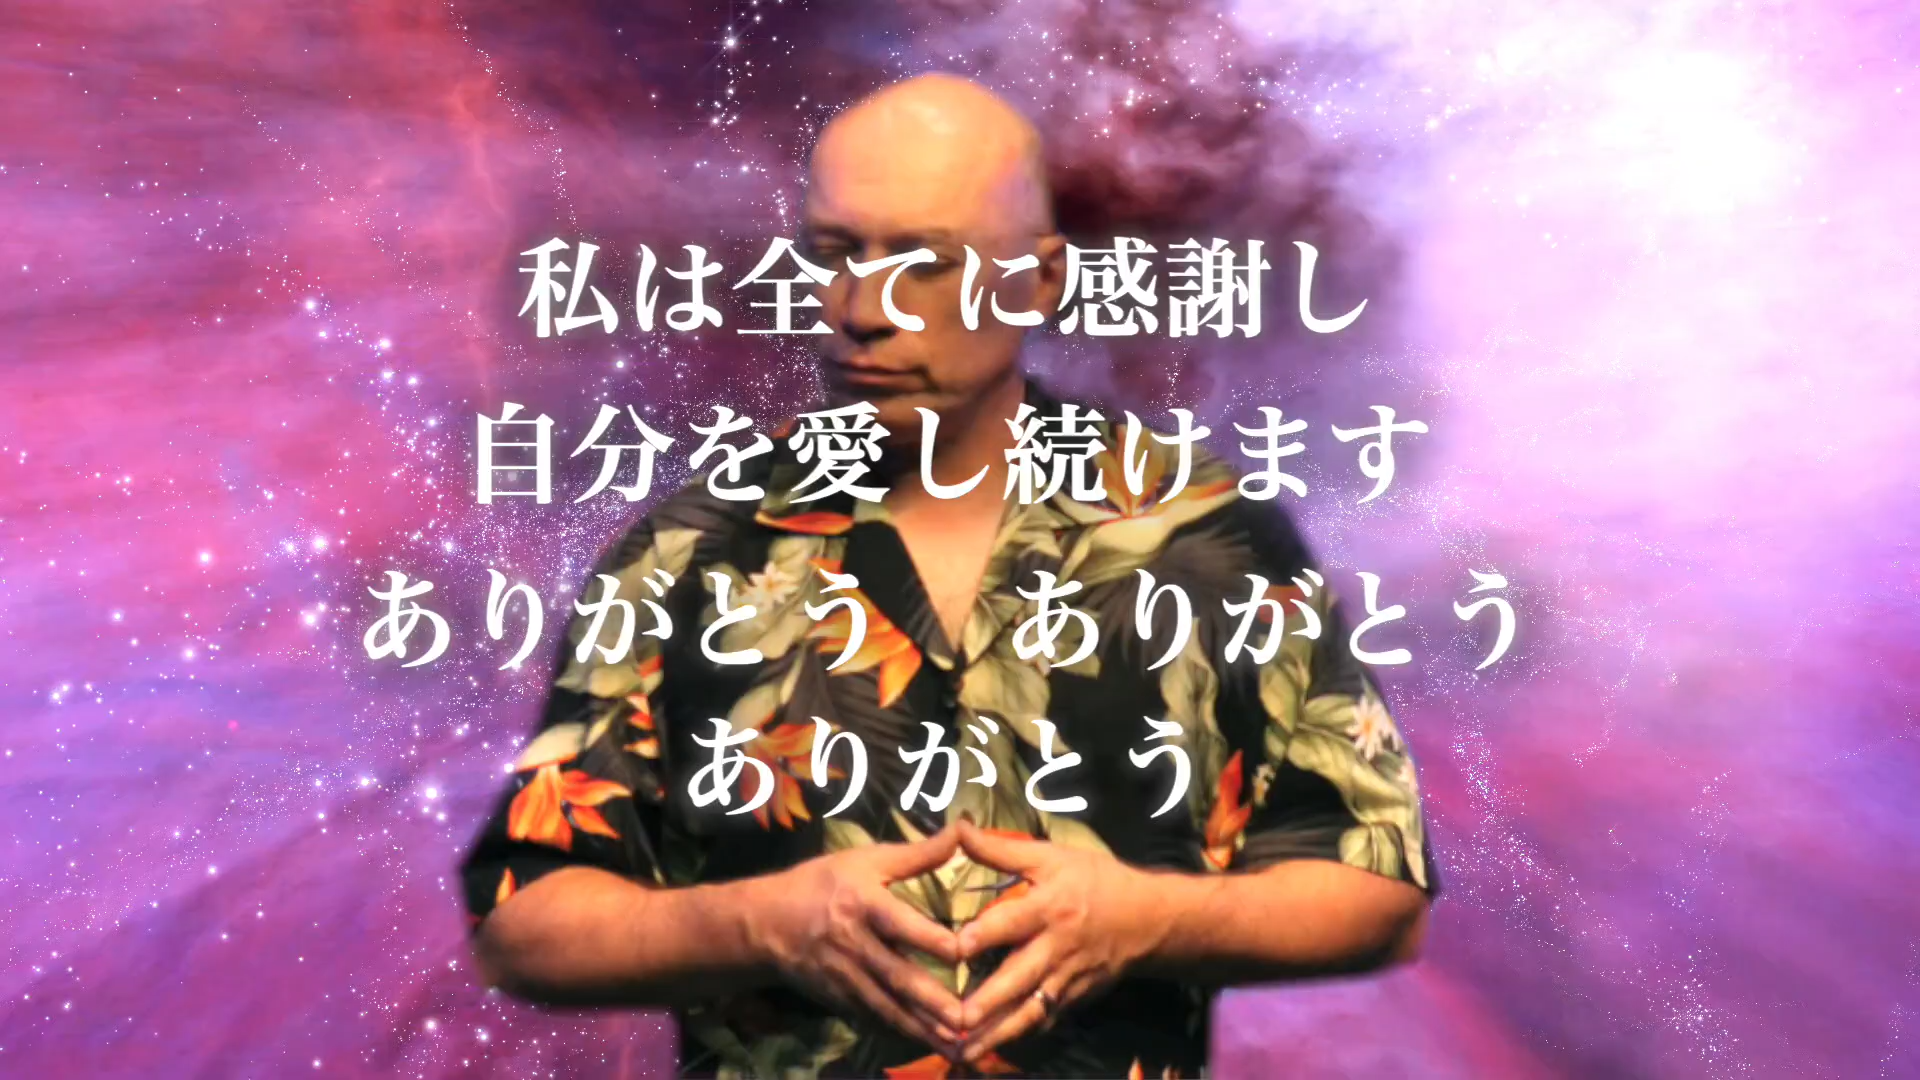 私は全てに感謝し
自分を愛し続けます
ありがとう　ありがとう
ありがとう